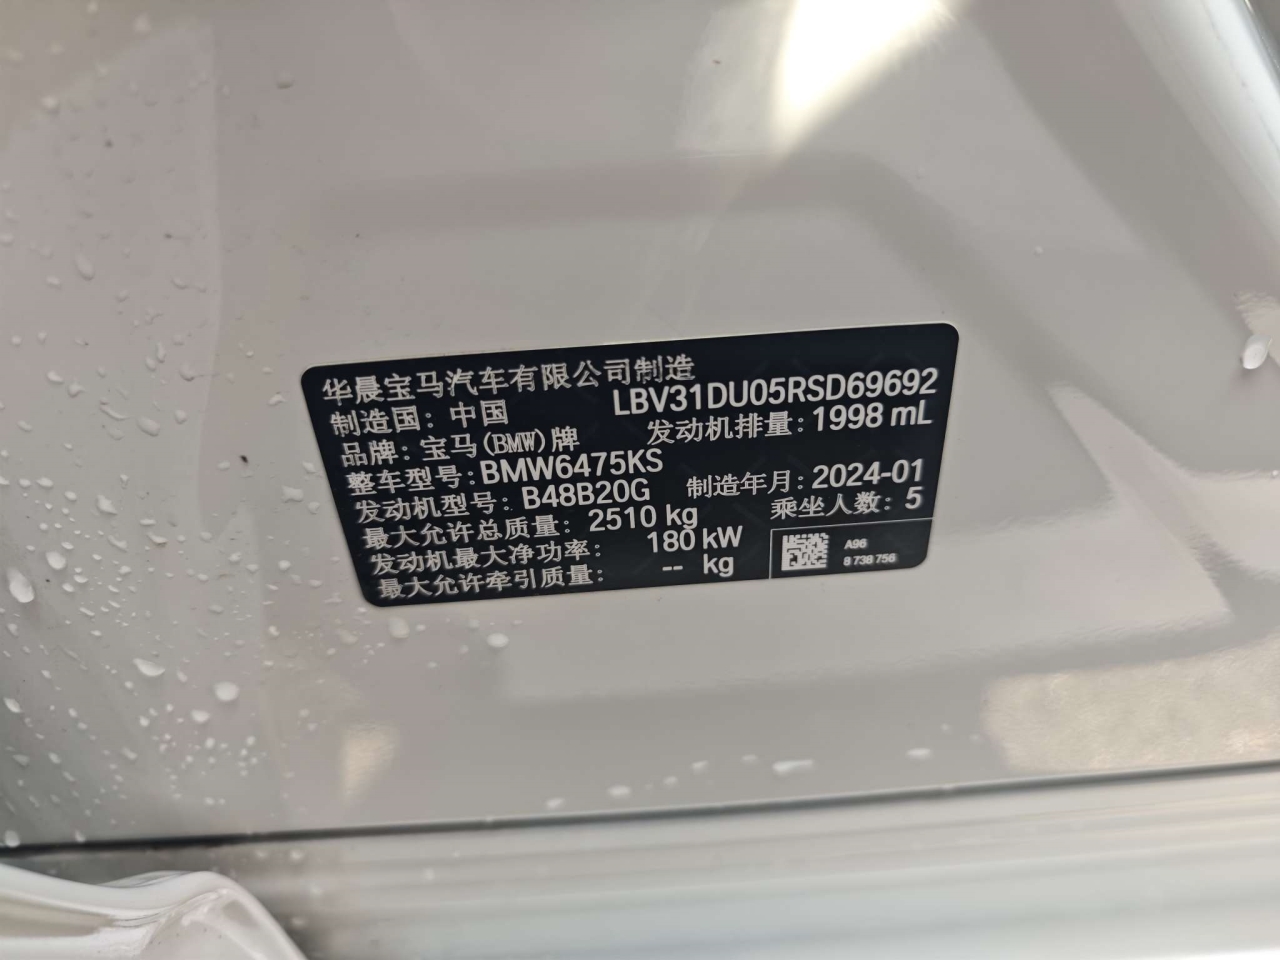 华晨宝马汽车有限公司制造
制造国：中国 LBV31DU05RSD69692
品牌：宝马(BMW)牌 发动机排量：1998 mL
整车型号：BMW6475KS
发动机型号：B48B20G 制造年月：2024-01
最大允许总质量：2510 kg 乘坐人数：5
发动机最大净功率：180 kW
最大允许牵引质量：-- kg
A96
8 738 756